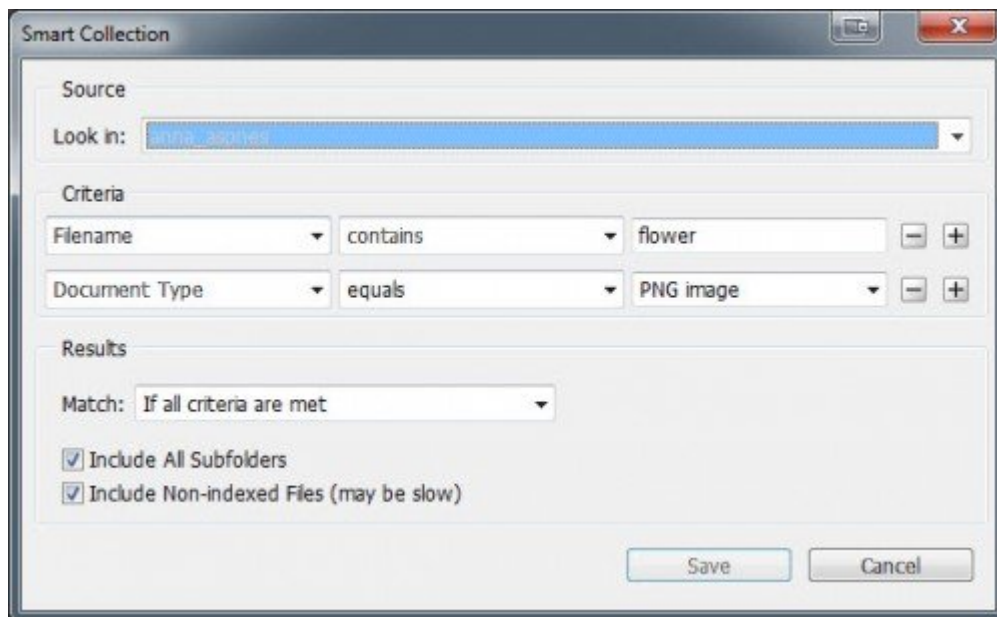 Smart Collection
Source
Look in: anna_aspnes
Criteria
Filename contains flower
Document Type equals PNG image
Results
Match: If all criteria are met
Include All Subfolders
Include Non-indexed Files (may be slow)
Save Cancel